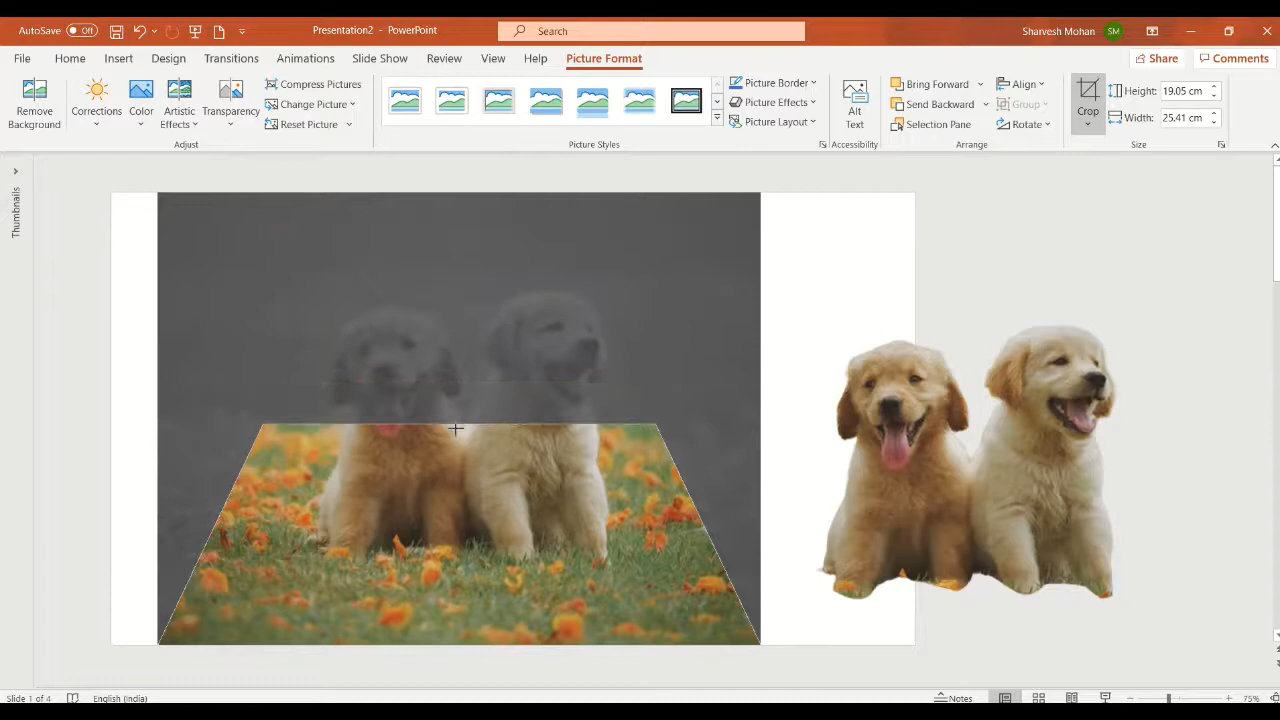 AutoSave Off Presentation2 - PowerPoint Search Sharvesh Mohan SM
File Home Insert Draw Design Transitions Animations Slide Show Review View Help Picture Format Share Comments
Remove Background
Corrections
Color
Artistic Effects
Transparency
Compress Pictures
Change Picture
Reset Picture
Adjust
Picture Styles
Picture Border
Picture Effects
Picture Layout
Alt Text
Accessibility
Bring Forward
Send Backward
Selection Pane
Align
Group
Rotate
Arrange
Crop
Height: 19.05 cm
Width: 25.41 cm
Size
Thumbnails
Slide 1 of 4 English (India) Notes 75%